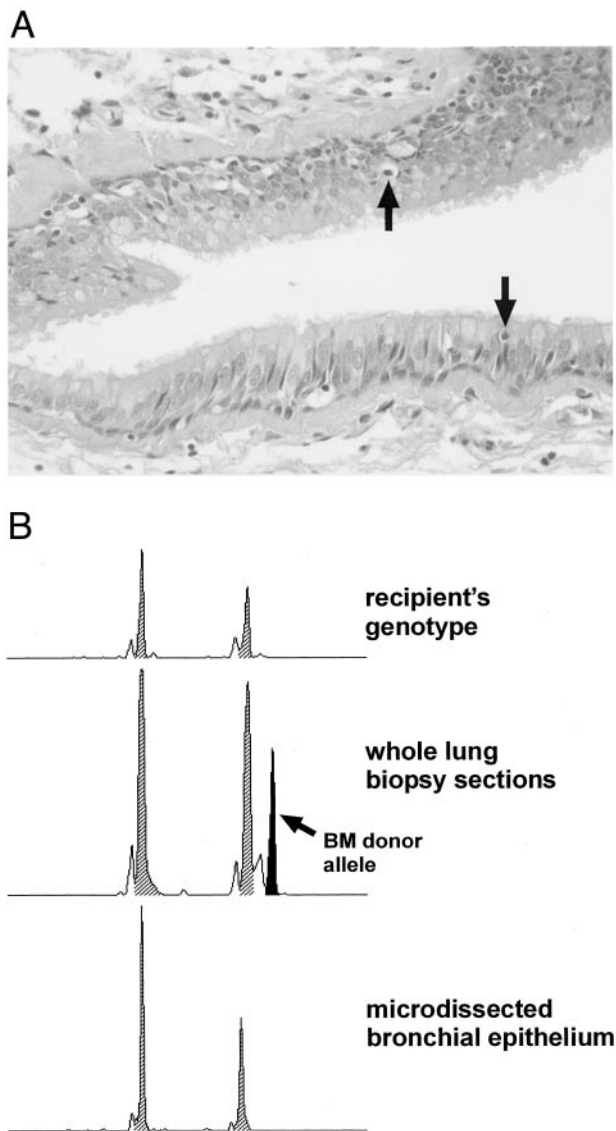 A
B
recipient's
genotype
whole lung
biopsy sections
BM donor
allele
microdissected
bronchial epithelium